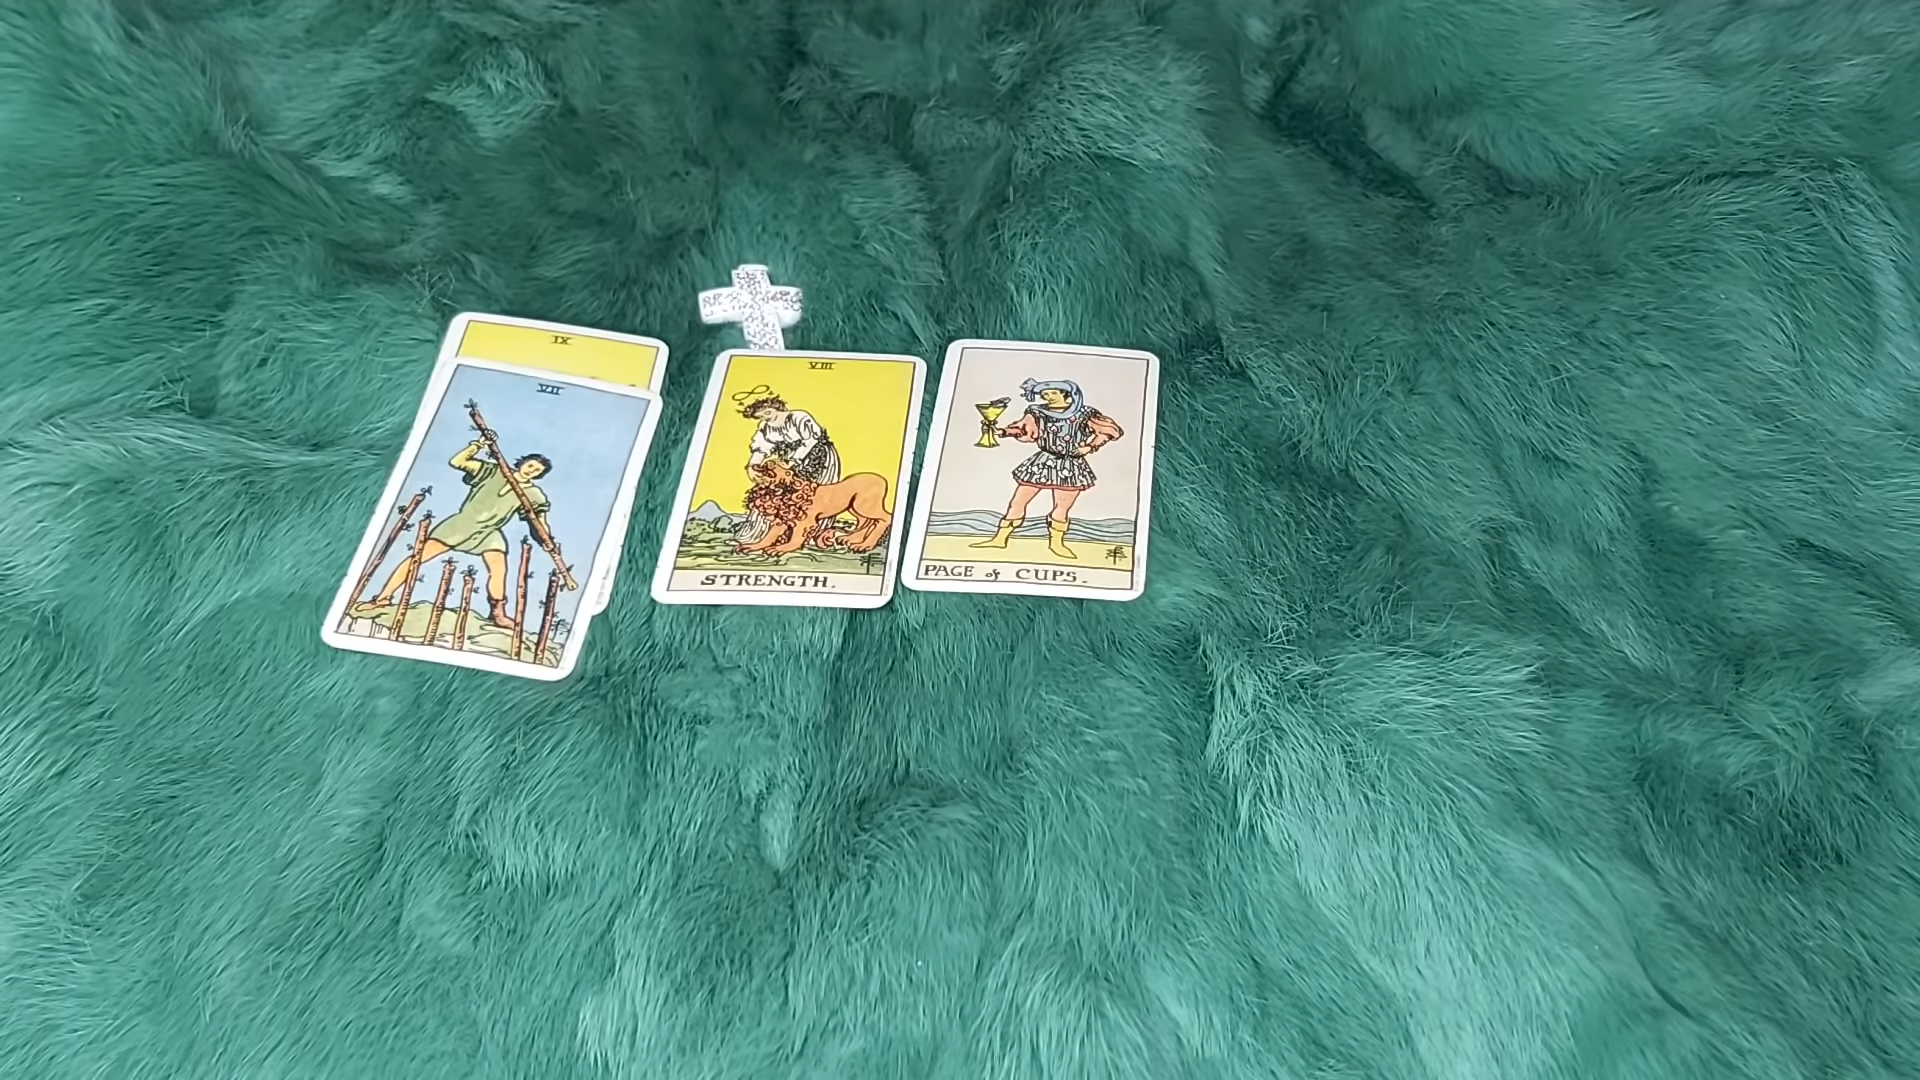 IX
VII
VIII
STRENGTH.
PAGE of CUPS.